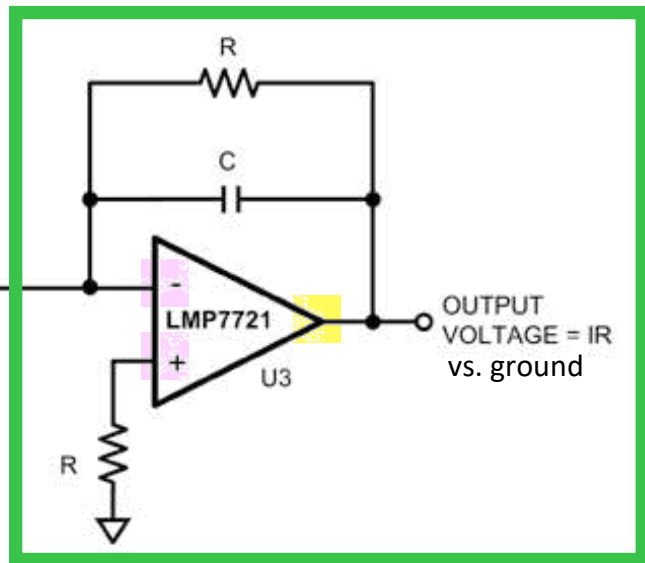 R
C
-
LMP7721
+
U3
OUTPUT
VOLTAGE = IR
vs. ground
R